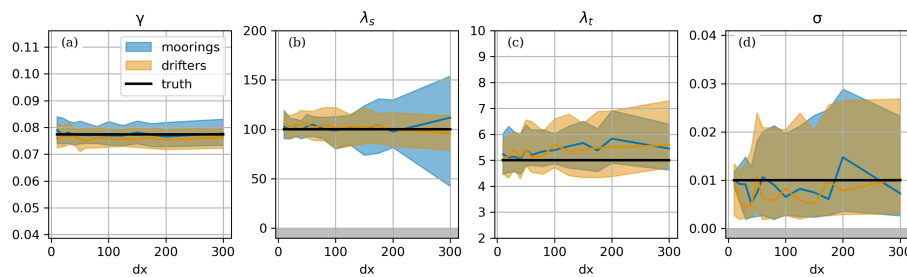 γ
λs
λt
σ
(a)
moorings
drifters
truth
0.11
0.10
0.09
0.08
0.07
0.06
0.05
0.04
0
100
200
300
dx
(b)
200
150
100
50
0
0
100
200
300
dx
(c)
10
9
8
7
6
5
4
3
2
0
100
200
300
dx
(d)
0.04
0.03
0.02
0.01
0.00
0
100
200
300
dx